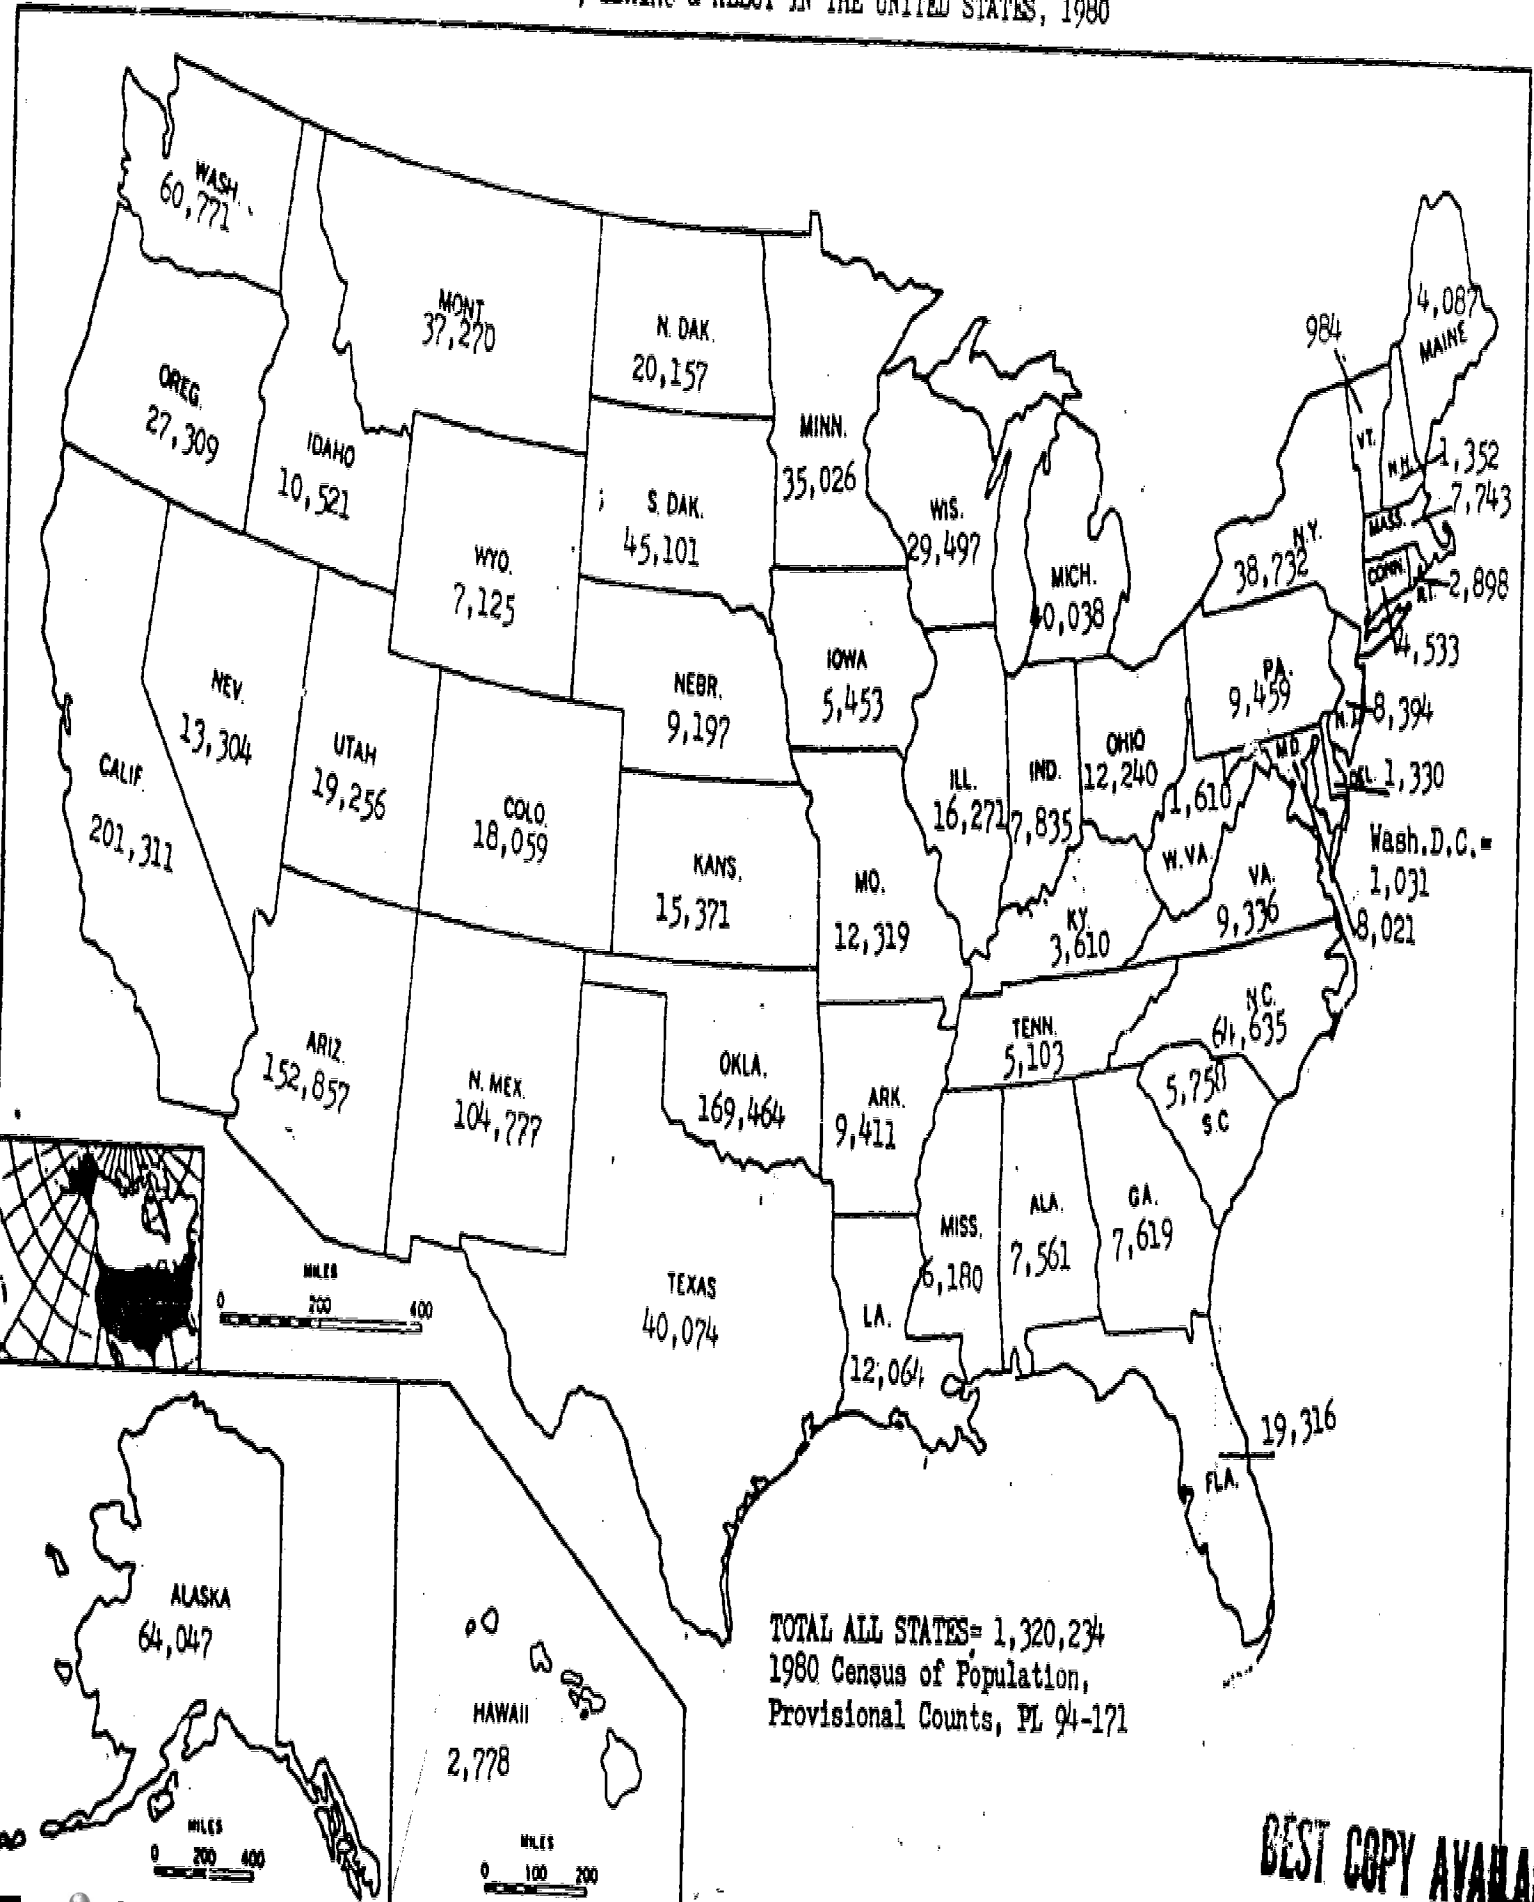 IN THE UNITED STATES, 1980
WASH.
60,771
MONT.
37,270
N. DAK.
20,157
4,087
MAINE
984
OREG.
27,309
IDAHO
10,521
MINN.
35,026
VT.
N.H.
1,352
S. DAK.
45,101
WIS.
29,497
MASS.
7,743
N.Y.
38,732
WYO.
7,125
MICH.
40,038
CONN.
R.I.
2,898
4,533
IOWA
5,453
PA.
9,459
NEV.
13,304
NEBR.
9,197
N.J.
8,394
UTAH
19,256
OHIO
12,240
MD.
CALIF.
201,311
COLO.
18,059
ILL.
16,271
IND.
7,835
1,610
W.VA.
DEL.
1,330
Wash.D.C.=
1,031
8,021
KANS.
15,371
MO.
12,319
KY.
3,610
VA.
9,336
ARIZ.
152,857
N. MEX.
104,777
OKLA.
169,464
TENN.
5,103
N.C.
64,635
ARK.
9,411
5,758
S.C
MISS.
6,180
ALA.
7,561
GA.
7,619
MILES
0 200 400
TEXAS
40,074
LA.
12,064
19,316
FLA.
ALASKA
64,047
HAWAII
2,778
TOTAL ALL STATES= 1,320,234
1980 Census of Population,
Provisional Counts, PL 94-171
MILES
0 200 400
MILES
0 100 200
BEST COPY AVAILA